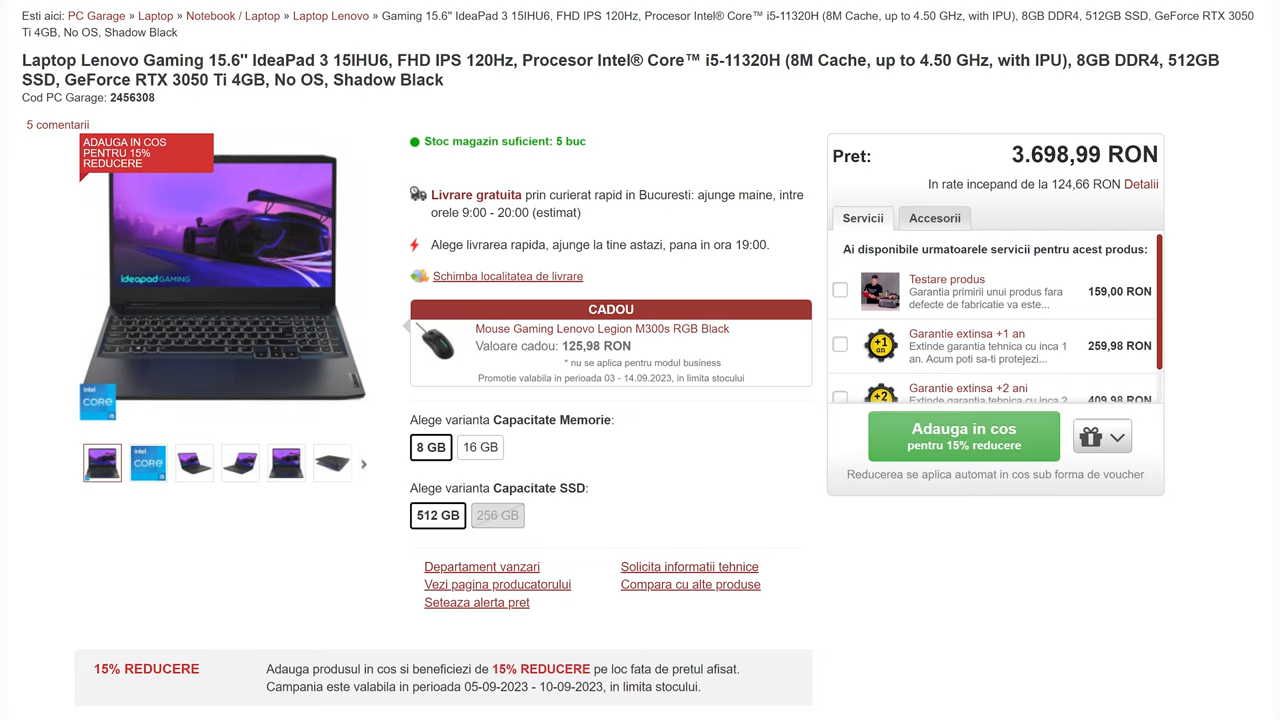 Esti aici: PC Garage » Laptop » Notebook / Laptop » Laptop Lenovo » Gaming 15.6" IdeaPad 3 15IHU6, FHD IPS 120Hz, Procesor Intel® Core™ i5-11320H (8M Cache, up to 4.50 GHz, with IPU), 8GB DDR4, 512GB SSD, GeForce RTX 3050
Ti 4GB, No OS, Shadow Black
Laptop Lenovo Gaming 15.6'' IdeaPad 3 15IHU6, FHD IPS 120Hz, Procesor Intel® Core™ i5-11320H (8M Cache, up to 4.50 GHz, with IPU), 8GB DDR4, 512GB
SSD, GeForce RTX 3050 Ti 4GB, No OS, Shadow Black
Cod PC Garage: 2456308
5 comentarii
ADAUGA IN COS
PENTRU 15%
REDUCERE
ideapad GAMING
Lenovo
intel
CORE
i5
intel
CORE
Stoc magazin suficient: 5 buc
Livrare gratuita prin curierat rapid in Bucuresti: ajunge maine, intre
orele 9:00 - 20:00 (estimat)
Alege livrarea rapida, ajunge la tine astazi, pana in ora 19:00.
Schimba localitatea de livrare
CADOU
Mouse Gaming Lenovo Legion M300s RGB Black
Valoare cadou: 125,98 RON
* nu se aplica pentru modul business
Promotie valabila in perioada 03 - 14.09.2023, in limita stocului
Alege varianta Capacitate Memorie:
8 GB 16 GB
Alege varianta Capacitate SSD:
512 GB 256 GB
Departament vanzari Solicita informatii tehnice
Vezi pagina producatorului Compara cu alte produse
Seteaza alerta pret
Pret: 3.698,99 RON
In rate incepand de la 124,66 RON Detalii
Servicii Accesorii
Ai disponibile urmatoarele servicii pentru acest produs:
Testare produs
Garantia primirii unui produs fara
defecte de fabricatie va este...
159,00 RON
+1
an
Garantie extinsa +1 an
Extinde garantia tehnica cu inca 1
an. Acum poti sa-ti protejezi...
259,98 RON
+2
Garantie extinsa +2 ani
Extinde garantia tehnica cu inca 2
409,98 RON
Adauga in cos
pentru 15% reducere
Reducerea se aplica automat in cos sub forma de voucher
15% REDUCERE
Adauga produsul in cos si beneficiezi de 15% REDUCERE pe loc fata de pretul afisat.
Campania este valabila in perioada 05-09-2023 - 10-09-2023, in limita stocului.